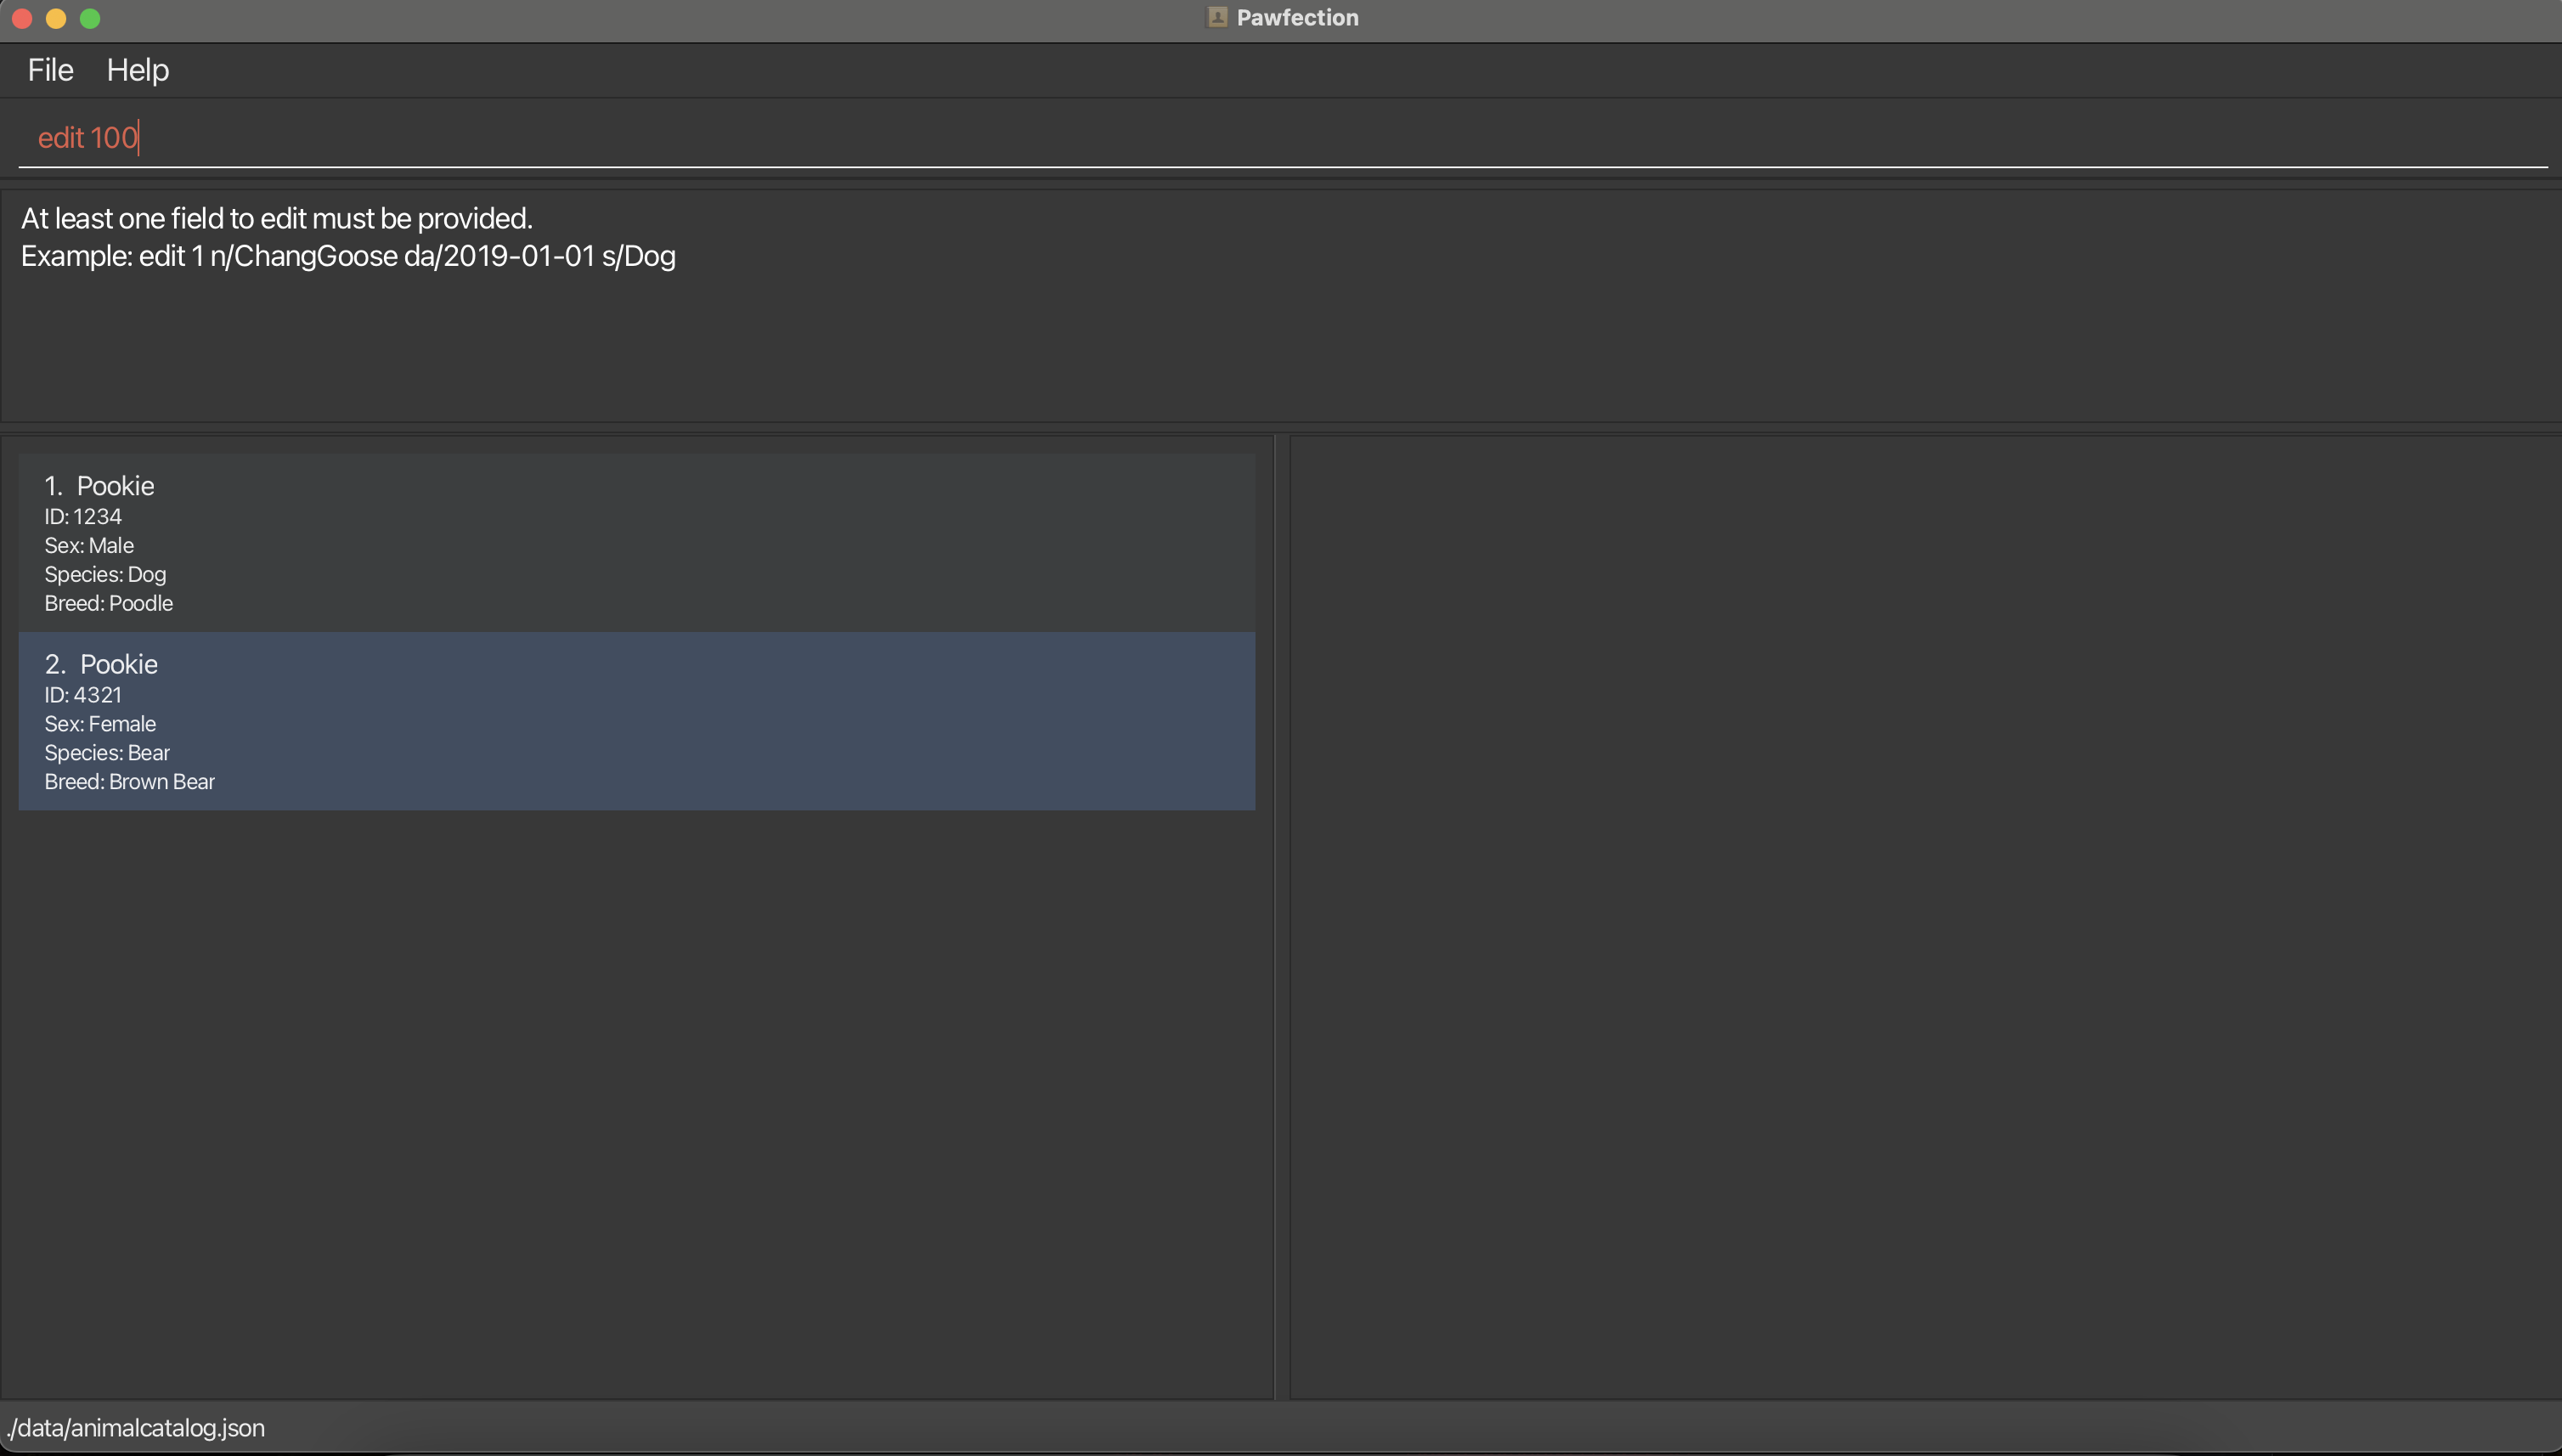 Pawfection
File Help
edit 100
At least one field to edit must be provided.
Example: edit 1 n/ChangGoose da/2019-01-01 s/Dog
1. Pookie
ID: 1234
Sex: Male
Species: Dog
Breed: Poodle
2. Pookie
ID: 4321
Sex: Female
Species: Bear
Breed: Brown Bear
./data/animalcatalog.json